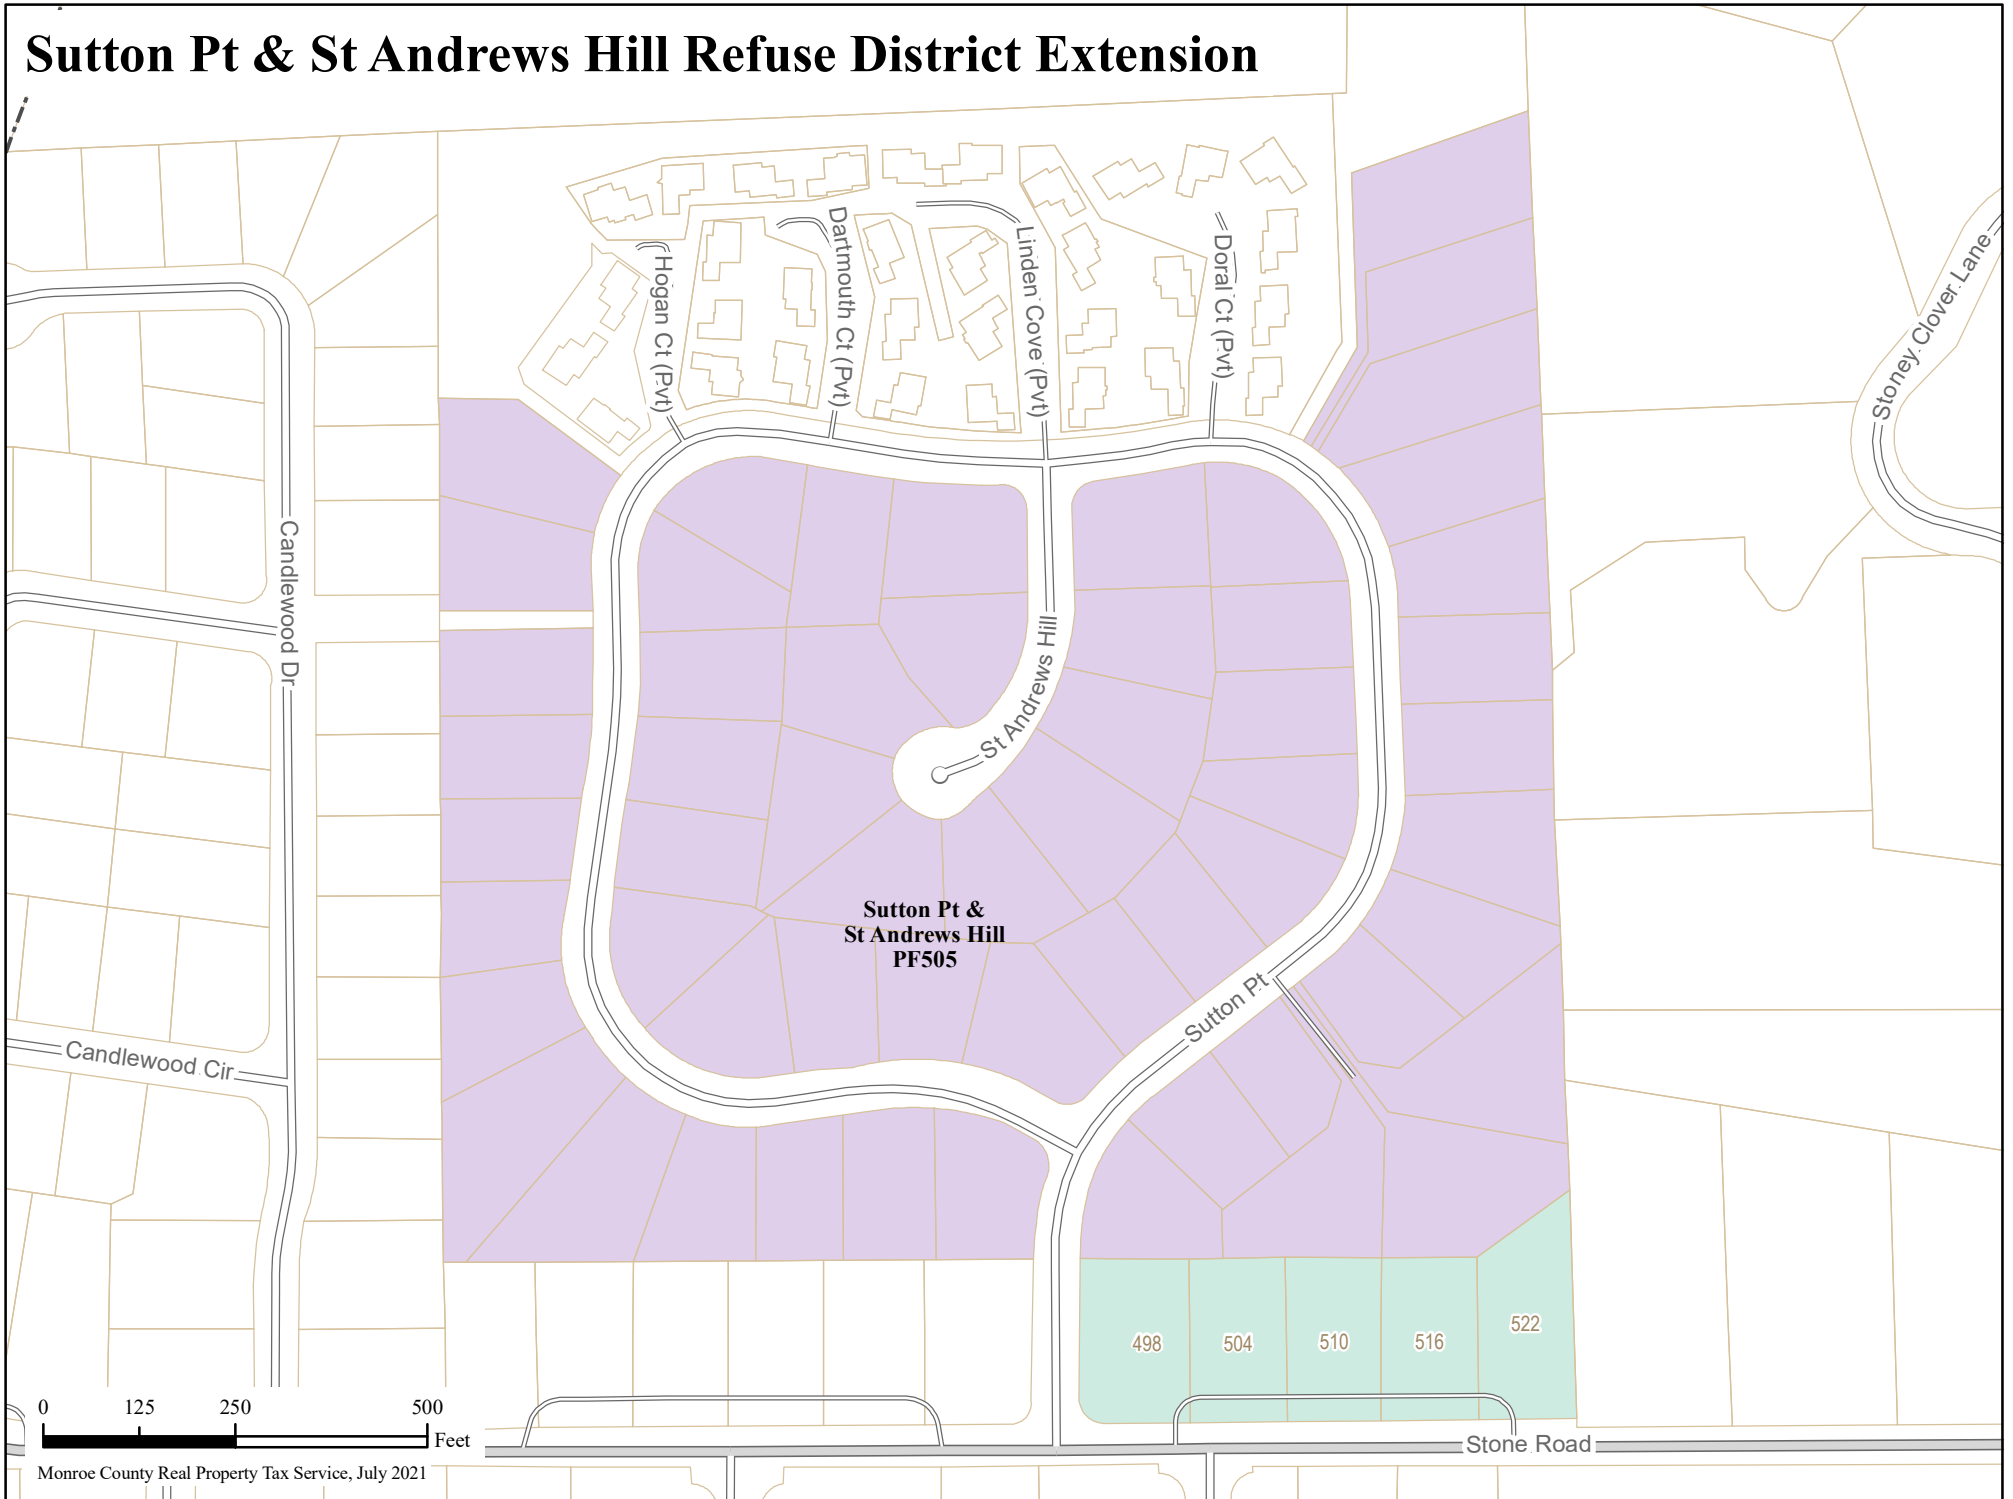 Sutton Pt & St Andrews Hill Refuse District Extension
Hogan Ct (Pvt)
Dartmouth Ct (Pvt)
Linden Cove (Pvt)
Doral Ct (Pvt)
Stoney Clover Lane
Candlewood Dr
St Andrews Hill
Sutton Pt &
St Andrews Hill
PF505
Sutton Pt
Candlewood Cir
498
504
510
516
522
0 125 250 500
Feet
Stone Road
Monroe County Real Property Tax Service, July 2021